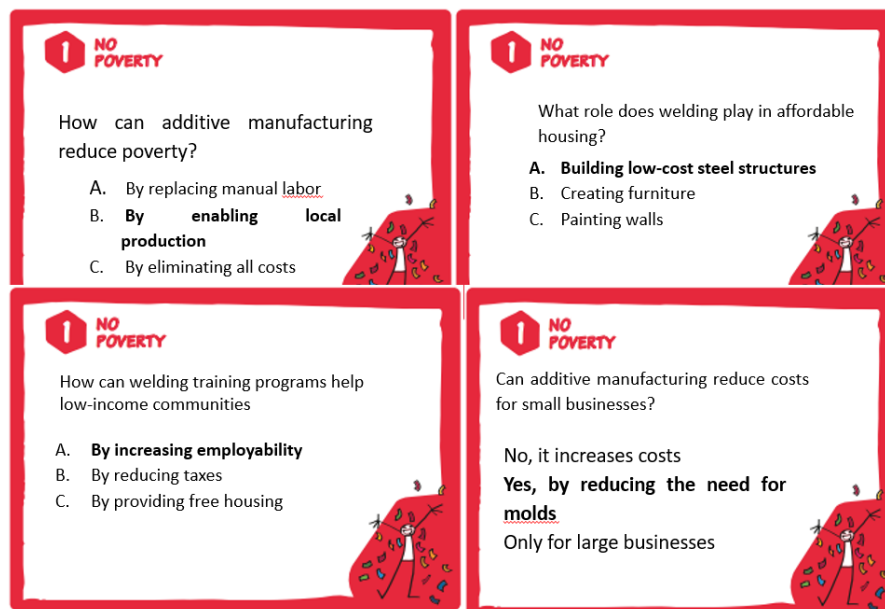 1 NO
POVERTY
How can additive manufacturing
reduce poverty?
A. By replacing manual labor
B. By enabling local
production
C. By eliminating all costs
1 NO
POVERTY
What role does welding play in affordable
housing?
A. Building low-cost steel structures
B. Creating furniture
C. Painting walls
1 NO
POVERTY
How can welding training programs help
low-income communities
A. By increasing employability
B. By reducing taxes
C. By providing free housing
1 NO
POVERTY
Can additive manufacturing reduce costs
for small businesses?
No, it increases costs
Yes, by reducing the need for
molds
Only for large businesses